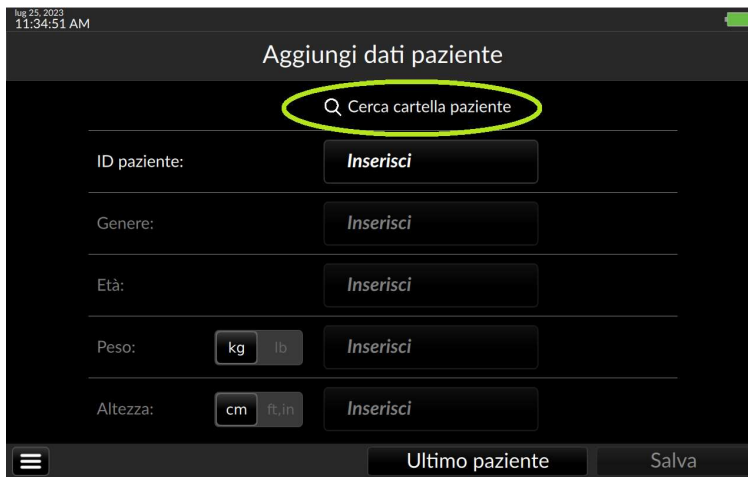 lug 25, 2023
11:34:51 AM
Aggiungi dati paziente
Cerca cartella paziente
ID paziente: Inserisci
Genere: Inserisci
Età: Inserisci
Peso: kg lb Inserisci
Altezza: cm ft,in Inserisci
Ultimo paziente Salva